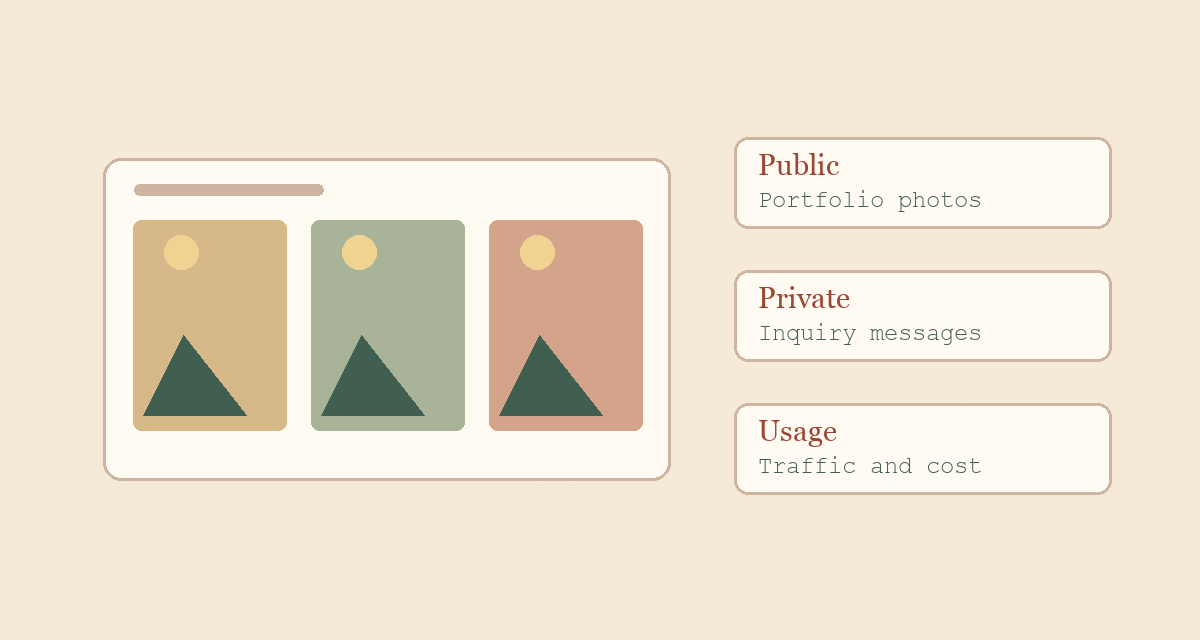 Public
Portfolio photos
Private
Inquiry messages
Usage
Traffic and cost